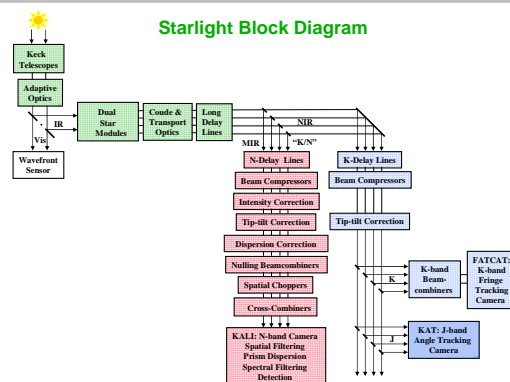 Starlight Block Diagram
Keck
Telescopes
Adaptive
Optics
IR
Vis
Wavefront
Sensor
Dual
Star
Modules
Coude &
Transport
Optics
Long
Delay
Lines
NIR
MIR
"K/N"
N-Delay Lines
Beam Compressors
Intensity Correction
Tip-tilt Correction
Dispersion Correction
Nulling Beamcombiners
Spatial Choppers
Cross-Combiners
KALI: N-band Camera
Spatial Filtering
Prism Dispersion
Spectral Filtering
Detection
K-Delay Lines
Beam Compressors
Tip-tilt Correction
K
K-band
Beam-
combiners
FATCAT:
K-band
Fringe
Tracking
Camera
J
KAT: J-band
Angle Tracking
Camera